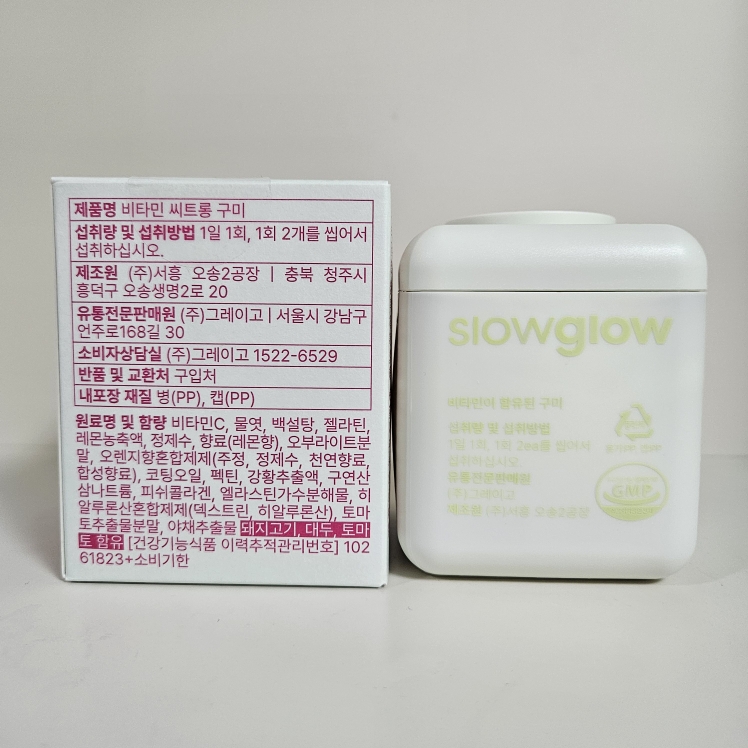 제품명 비타민 씨트롱 구미
섭취량 및 섭취방법 1일 1회, 1회 2개를 씹어서
섭취하십시오.
제조원 (주)서흥 오송2공장 | 충북 청주시
흥덕구 오송생명2로 20
유통전문판매원 (주)그레이고 | 서울시 강남구
언주로168길 30
소비자상담실 (주)그레이고 1522-6529
반품 및 교환처 구입처
내포장 재질 병(PP), 캡(PP)
원료명 및 함량 비타민C, 물엿, 백설탕, 젤라틴,
레몬농축액, 정제수, 향료(레몬향), 오부라이트분
말, 오렌지향혼합제제(주정, 정제수, 천연향료,
합성향료), 코팅오일, 펙틴, 강황추출액, 구연산
삼나트륨, 피쉬콜라겐, 엘라스틴가수분해물, 히
알루론산혼합제제(덱스트린, 히알루론산), 토마
토추출물분말, 야채추출물 돼지고기, 대두, 토마
토 함유 [건강기능식품 이력추적관리번호] 102
61823+소비기한
slowglow
비타민이 함유된 구미
섭취량 및 섭취방법
1일 1회, 1회 2ea를 씹어서
섭취하십시오.
유통전문판매원
(주)그레이고
제조원 (주)서흥 오송2공장
GMP